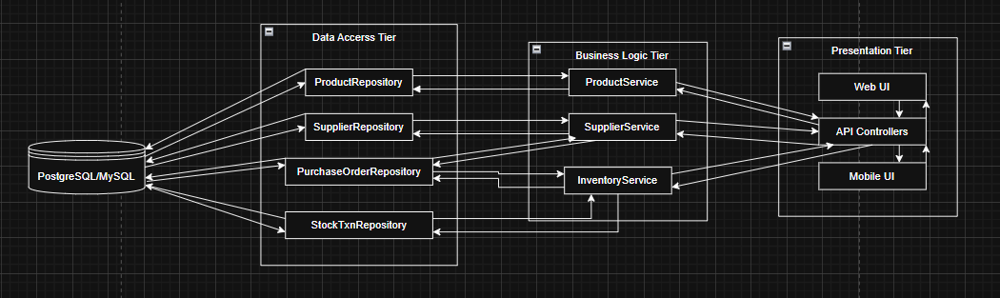 Data Accerss Tier
ProductRepository
SupplierRepository
PurchaseOrderRepository
StockTxnRepository
PostgreSQL/MySQL
Business Logic Tier
ProductService
SupplierService
InventoryService
Presentation Tier
Web UI
API Controllers
Mobile UI